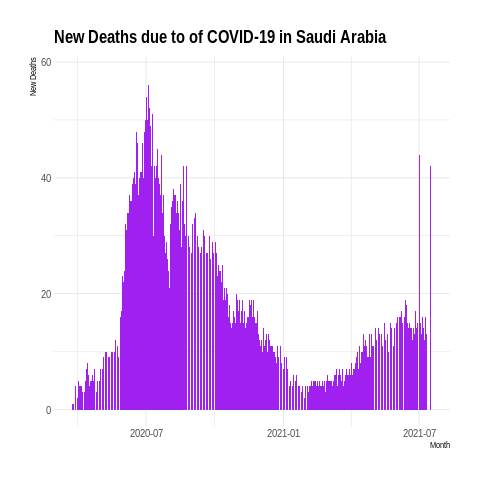 New Deaths due to of COVID-19 in Saudi Arabia
New Deaths
60
40
20
0
2020-07
2021-01
2021-07
Month